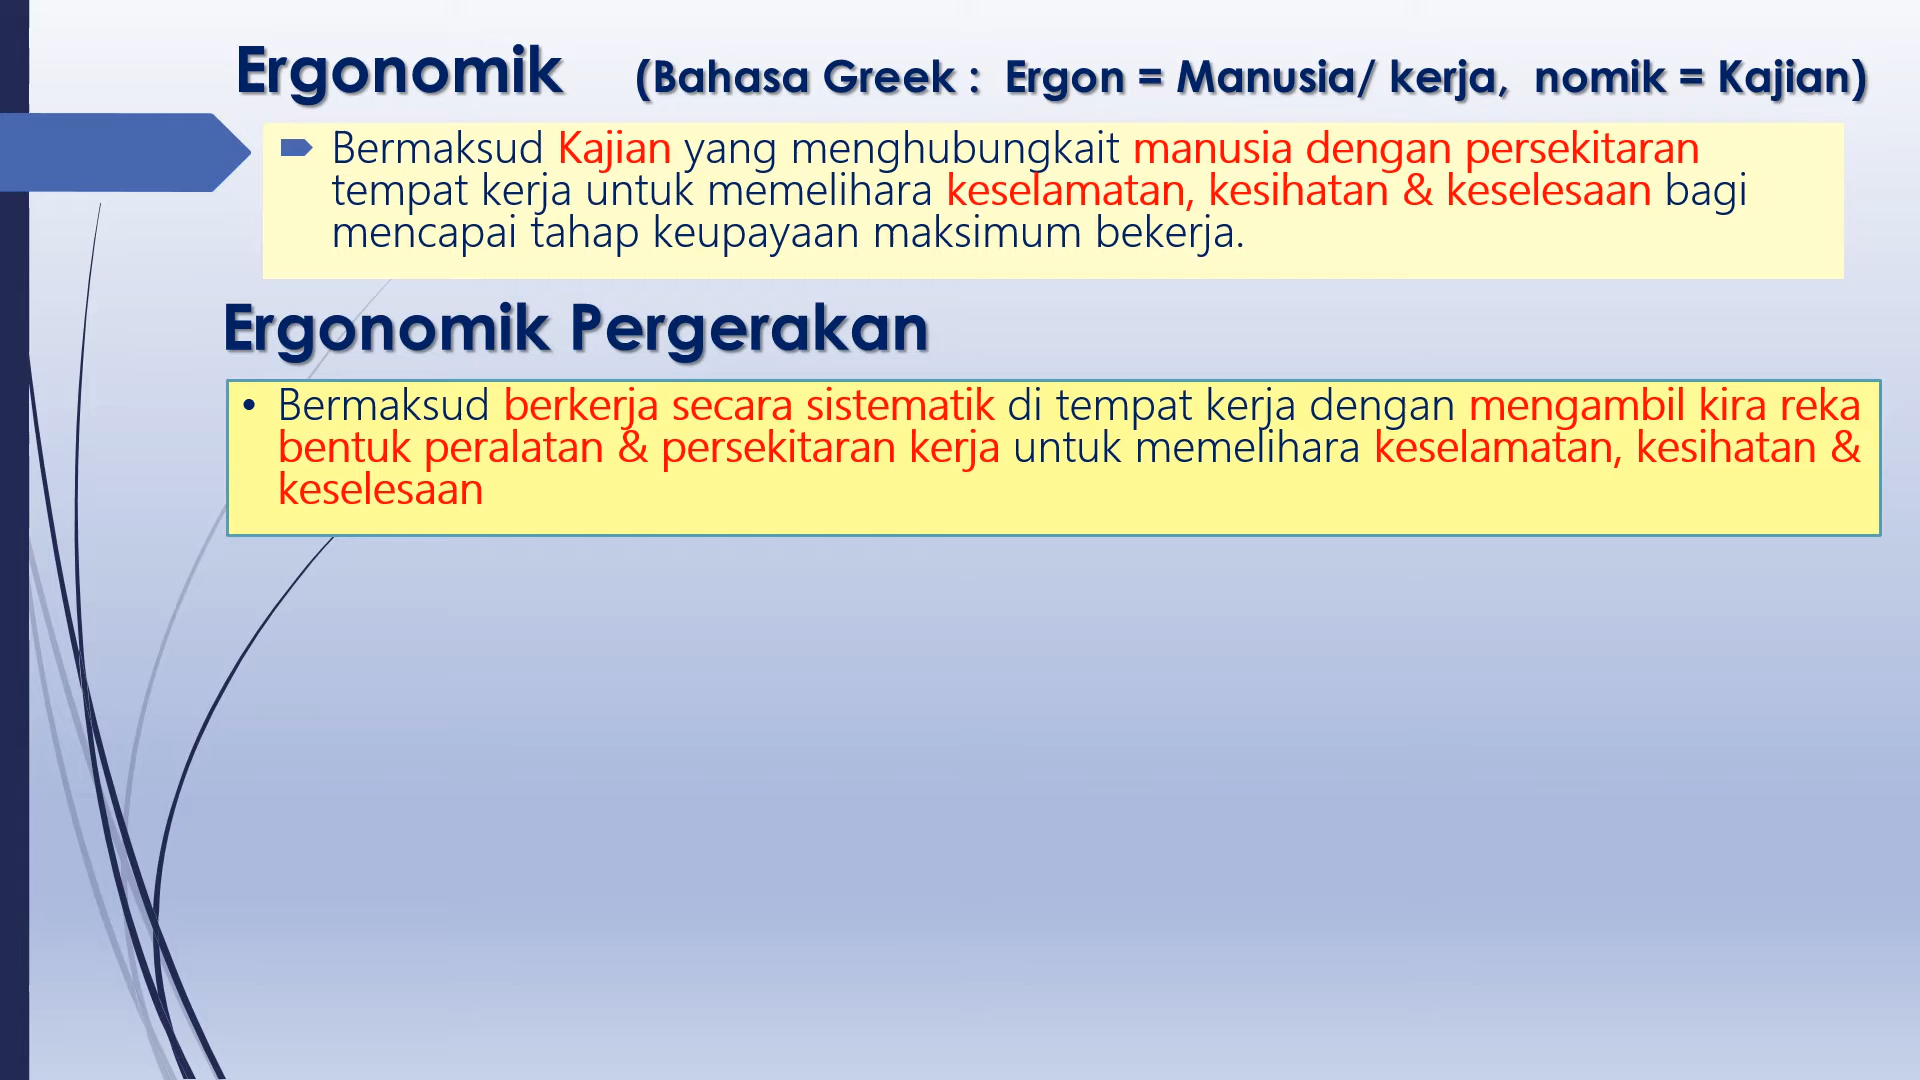 Ergonomik (Bahasa Greek : Ergon = Manusia/ kerja, nomik = Kajian)
Bermaksud Kajian yang menghubungkait manusia dengan persekitaran
tempat kerja untuk memelihara keselamatan, kesihatan & keselesaan bagi
mencapai tahap keupayaan maksimum bekerja.
Ergonomik Pergerakan
• Bermaksud berkerja secara sistematik di tempat kerja dengan mengambil kira reka
bentuk peralatan & persekitaran kerja untuk memelihara keselamatan, kesihatan &
keselesaan